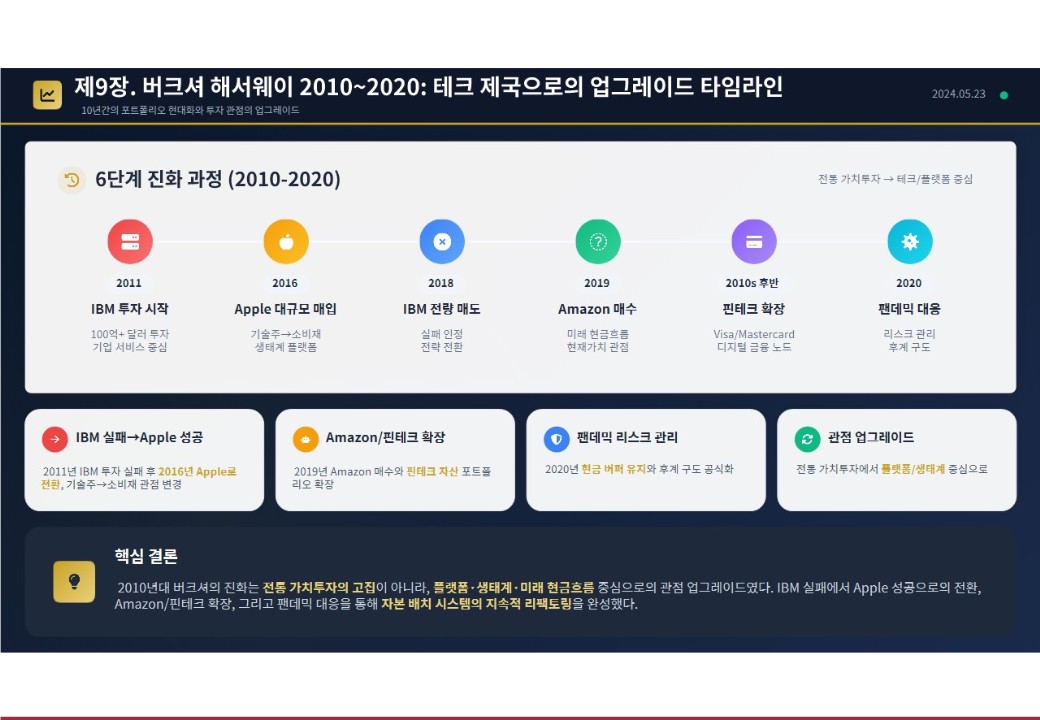 제9장. 버크셔 해서웨이 2010~2020: 테크 제국으로의 업그레이드 타임라인
10년간의 포트폴리오 현대화와 투자 관점의 업그레이드
2024.05.23
6단계 진화 과정 (2010-2020)
전통 가치투자 → 테크/플랫폼 중심
2011
IBM 투자 시작
100억+ 달러 투자
기업 서비스 중심
2016
Apple 대규모 매입
기술주→소비재
생태계 플랫폼
2018
IBM 전량 매도
실패 인정
전략 전환
2019
Amazon 매수
미래 현금흐름
현재가치 관점
2010s 후반
핀테크 확장
Visa/Mastercard
디지털 금융 노드
2020
팬데믹 대응
리스크 관리
후계 구도
IBM 실패→Apple 성공
2011년 IBM 투자 실패 후 2016년 Apple로
전환, 기술주→소비재 관점 변경
Amazon/핀테크 확장
2019년 Amazon 매수와 핀테크 자산 포트폴
리오 확장
팬데믹 리스크 관리
2020년 현금 버퍼 유지와 후계 구도 공식화
관점 업그레이드
전통 가치투자에서 플랫폼/생태계 중심으로
핵심 결론
2010년대 버크셔의 진화는 전통 가치투자의 고집이 아니라, 플랫폼·생태계·미래 현금흐름 중심으로의 관점 업그레이드였다. IBM 실패에서 Apple 성공으로의 전환,
Amazon/핀테크 확장, 그리고 팬데믹 대응을 통해 자본 배치 시스템의 지속적 리팩토링을 완성했다.